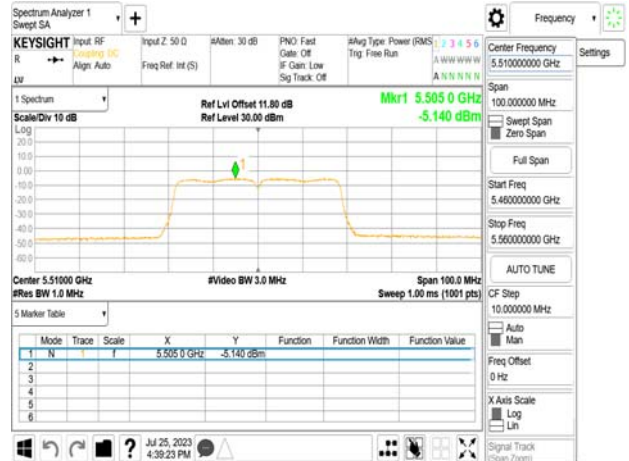 Spectrum Analyzer 1
Swept SA
+
Frequency
KEYSIGHT
R
Input: RF
Coupling: DC
Align: Auto
Input Z: 50 Ω
Freq Ref: Int (S)
#Atten: 30 dB
PNO: Fast
Gate: Off
IF Gain: Low
Sig Track: Off
#Avg Type: Power (RMS
Trig: Free Run
1 2 3 4 5 6
A W W W W W
A N N N N N
Settings
Center Frequency
5.510000000 GHz
Span
100.000000 MHz
Swept Span
Zero Span
Full Span
Start Freq
5.460000000 GHz
Stop Freq
5.560000000 GHz
AUTO TUNE
CF Step
10.000000 MHz
Auto
Man
Freq Offset
0 Hz
X Axis Scale
Log
Lin
Signal Track
(Span Zoom)
1 Spectrum
Scale/Div 10 dB
Ref Lvl Offset 11.80 dB
Ref Level 30.00 dBm
Mkr1 5.505 0 GHz
-5.140 dBm
Log
20.0
10.0
0.00
-10.0
-20.0
-30.0
-40.0
-50.0
-60.0
1
Center 5.51000 GHz
#Res BW 1.0 MHz
#Video BW 3.0 MHz
Span 100.0 MHz
Sweep 1.00 ms (1001 pts)
5 Marker Table
Mode Trace Scale X Y Function Function Width Function Value
1 N 1 f 5.505 0 GHz -5.140 dBm
2
3
4
5
6
?
Jul 25, 2023
4:39:23 PM